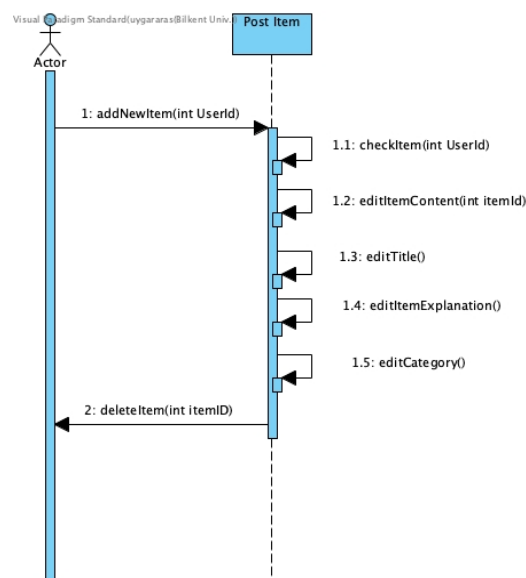 Visual Paradigm Standard(uygararas(Bilkent Univ.))
Post Item
Actor
1: addNewItem(int UserId)
1.1: checkItem(int UserId)
1.2: editItemContent(int itemId)
1.3: editTitle()
1.4: editItemExplanation()
1.5: editCategory()
2: deleteItem(int itemID)